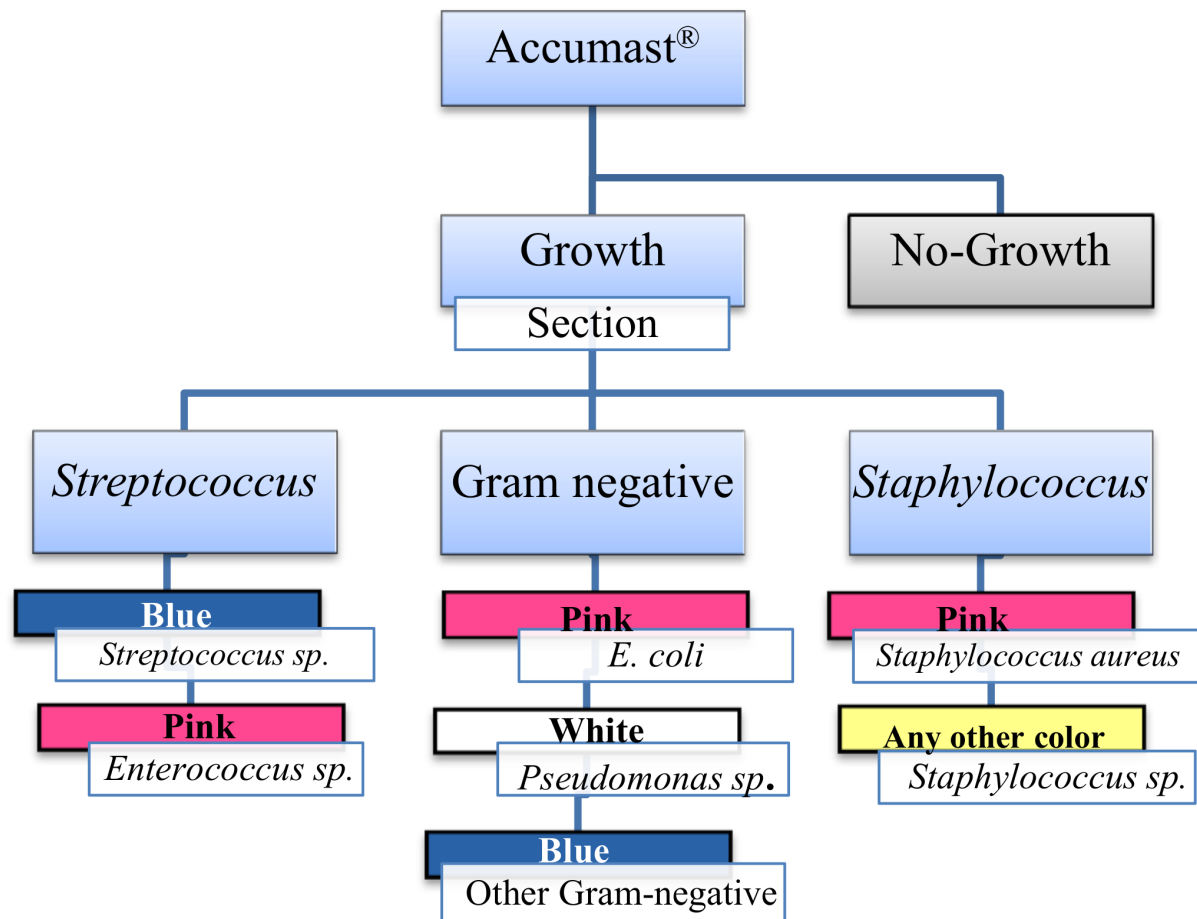 Accumast®
Growth
No-Growth
Section
Streptococcus
Gram negative
Staphylococcus
Blue
Streptococcus sp.
Pink
Enterococcus sp.
Pink
E. coli
White
Pseudomonas sp.
Blue
Other Gram-negative
Pink
Staphylococcus aureus
Any other color
Staphylococcus sp.